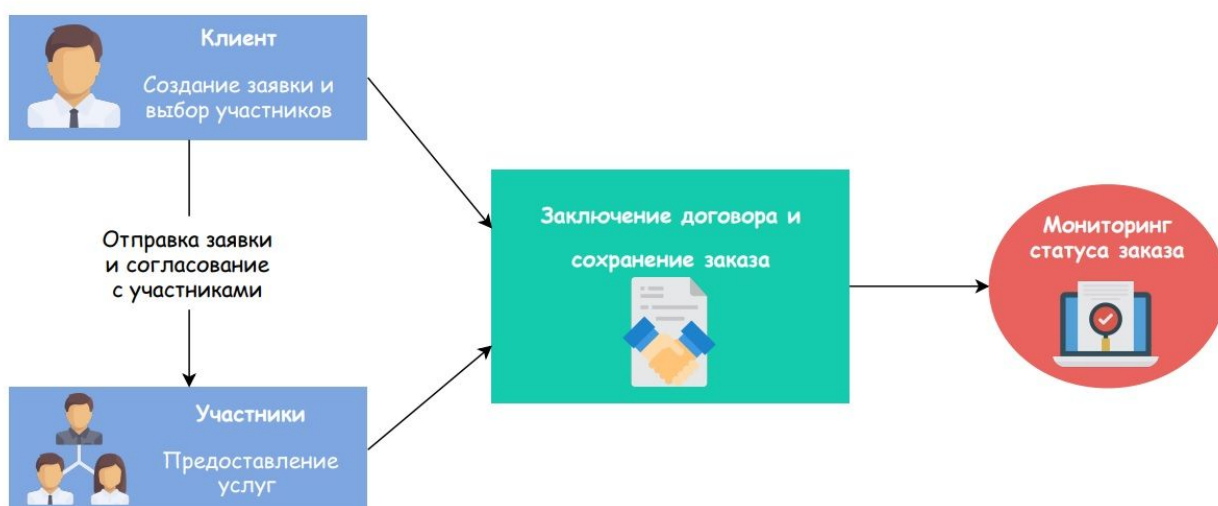 Клиент
Создание заявки и
выбор участников
Отправка заявки
и согласование
с участниками
Участники
Предоставление
услуг
Заключение договора и
сохранение заказа
Мониторинг
статуса заказа